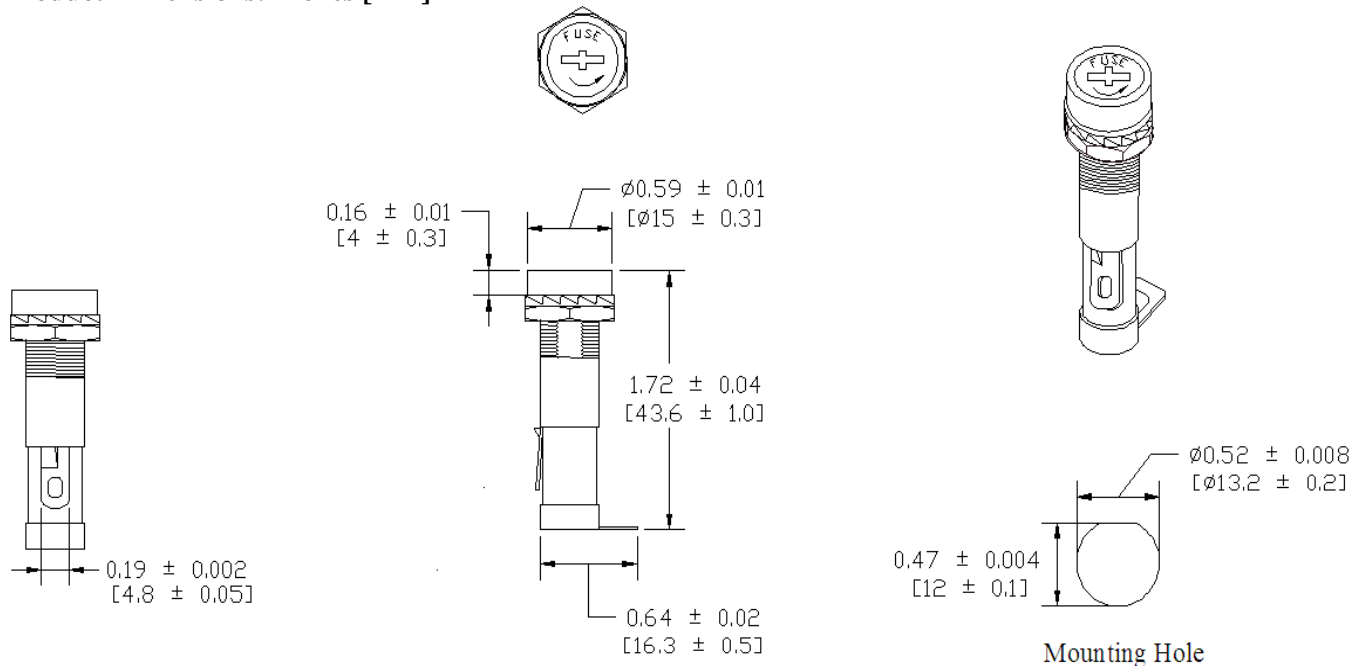 FUSE
FUSE
Ø0.59 ± 0.01
[Ø15 ± 0.3]
0.16 ± 0.01
[4 ± 0.3]
1.72 ± 0.04
[43.6 ± 1.0]
0.19 ± 0.002
[4.8 ± 0.05]
0.64 ± 0.02
[16.3 ± 0.5]
Ø0.52 ± 0.008
[Ø13.2 ± 0.2]
0.47 ± 0.004
[12 ± 0.1]
Mounting Hole